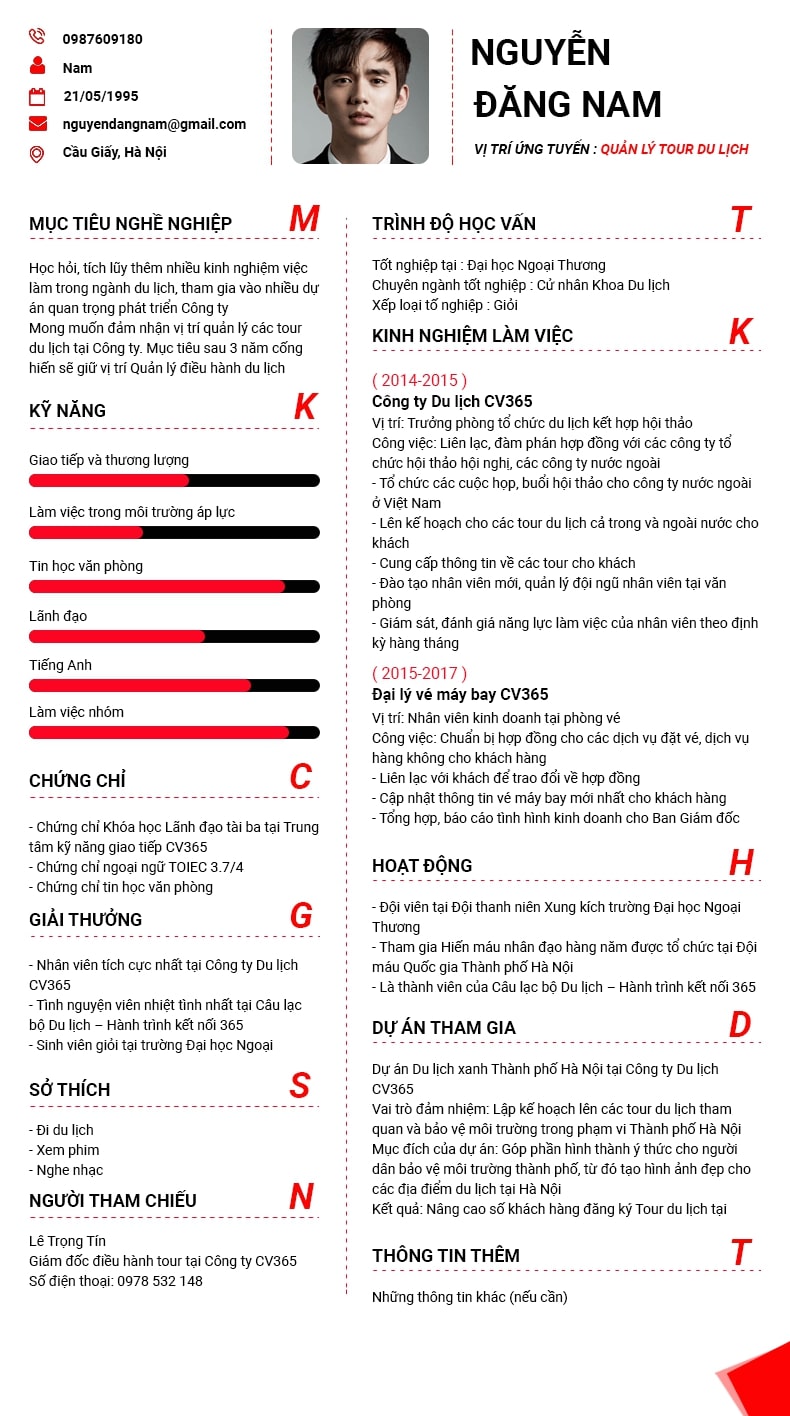 0987609180
Nam
21/05/1995
nguyendangnam@gmail.com
Cầu Giấy, Hà Nội
NGUYỄN
ĐĂNG NAM
VỊ TRÍ ỨNG TUYỂN : QUẢN LÝ TOUR DU LỊCH
MỤC TIÊU NGHỀ NGHIỆP M
Học hỏi, tích lũy thêm nhiều kinh nghiệm việc
làm trong ngành du lịch, tham gia vào nhiều dự
án quan trọng phát triển Công ty
Mong muốn đảm nhận vị trí quản lý các tour
du lịch tại Công ty. Mục tiêu sau 3 năm cống
hiến sẽ giữ vị trí Quản lý điều hành du lịch
KỸ NĂNG K
Giao tiếp và thương lượng
Làm việc trong môi trường áp lực
Tin học văn phòng
Lãnh đạo
Tiếng Anh
Làm việc nhóm
CHỨNG CHỈ C
- Chứng chỉ Khóa học Lãnh đạo tài ba tại Trung
tâm kỹ năng giao tiếp CV365
- Chứng chỉ ngoại ngữ TOIEC 3.7/4
- Chứng chỉ tin học văn phòng
GIẢI THƯỞNG G
- Nhân viên tích cực nhất tại Công ty Du lịch
CV365
- Tình nguyện viên nhiệt tình nhất tại Câu lạc
bộ Du lịch – Hành trình kết nối 365
- Sinh viên giỏi tại trường Đại học Ngoại
SỞ THÍCH S
- Đi du lịch
- Xem phim
- Nghe nhạc
NGƯỜI THAM CHIẾU N
Lê Trọng Tín
Giám đốc điều hành tour tại Công ty CV365
Số điện thoại: 0978 532 148
TRÌNH ĐỘ HỌC VẤN T
Tốt nghiệp tại : Đại học Ngoại Thương
Chuyên ngành tốt nghiệp : Cử nhân Khoa Du lịch
Xếp loại tố nghiệp : Giỏi
KINH NGHIỆM LÀM VIỆC K
( 2014-2015 )
Công ty Du lịch CV365
Vị trí: Trưởng phòng tổ chức du lịch kết hợp hội thảo
Công việc: Liên lạc, đàm phán hợp đồng với các công ty tổ
chức hội thảo hội nghị, các công ty nước ngoài
- Tổ chức các cuộc họp, buổi hội thảo cho công ty nước ngoài
ở Việt Nam
- Lên kế hoạch cho các tour du lịch cả trong và ngoài nước cho
khách
- Cung cấp thông tin về các tour cho khách
- Đào tạo nhân viên mới, quản lý đội ngũ nhân viên tại văn
phòng
- Giám sát, đánh giá năng lực làm việc của nhân viên theo định
kỳ hàng tháng
( 2015-2017 )
Đại lý vé máy bay CV365
Vị trí: Nhân viên kinh doanh tại phòng vé
Công việc: Chuẩn bị hợp đồng cho các dịch vụ đặt vé, dịch vụ
hàng không cho khách hàng
- Liên lạc với khách để trao đổi về hợp đồng
- Cập nhật thông tin vé máy bay mới nhất cho khách hàng
- Tổng hợp, báo cáo tình hình kinh doanh cho Ban Giám đốc
HOẠT ĐỘNG H
- Đội viên tại Đội thanh niên Xung kích trường Đại học Ngoại
Thương
- Tham gia Hiến máu nhân đạo hàng năm được tổ chức tại Đội
máu Quốc gia Thành phố Hà Nội
- Là thành viên của Câu lạc bộ Du lịch – Hành trình kết nối 365
DỰ ÁN THAM GIA D
Dự án Du lịch xanh Thành phố Hà Nội tại Công ty Du lịch
CV365
Vai trò đảm nhiệm: Lập kế hoạch lên các tour du lịch tham
quan và bảo vệ môi trường trong phạm vi Thành phố Hà Nội
Mục đích của dự án: Góp phần hình thành ý thức cho người
dân bảo vệ môi trường thành phố, từ đó tạo hình ảnh đẹp cho
các địa điểm du lịch tại Hà Nội
Kết quả: Nâng cao số khách hàng đăng ký Tour du lịch tại
THÔNG TIN THÊM T
Những thông tin khác (nếu cần)